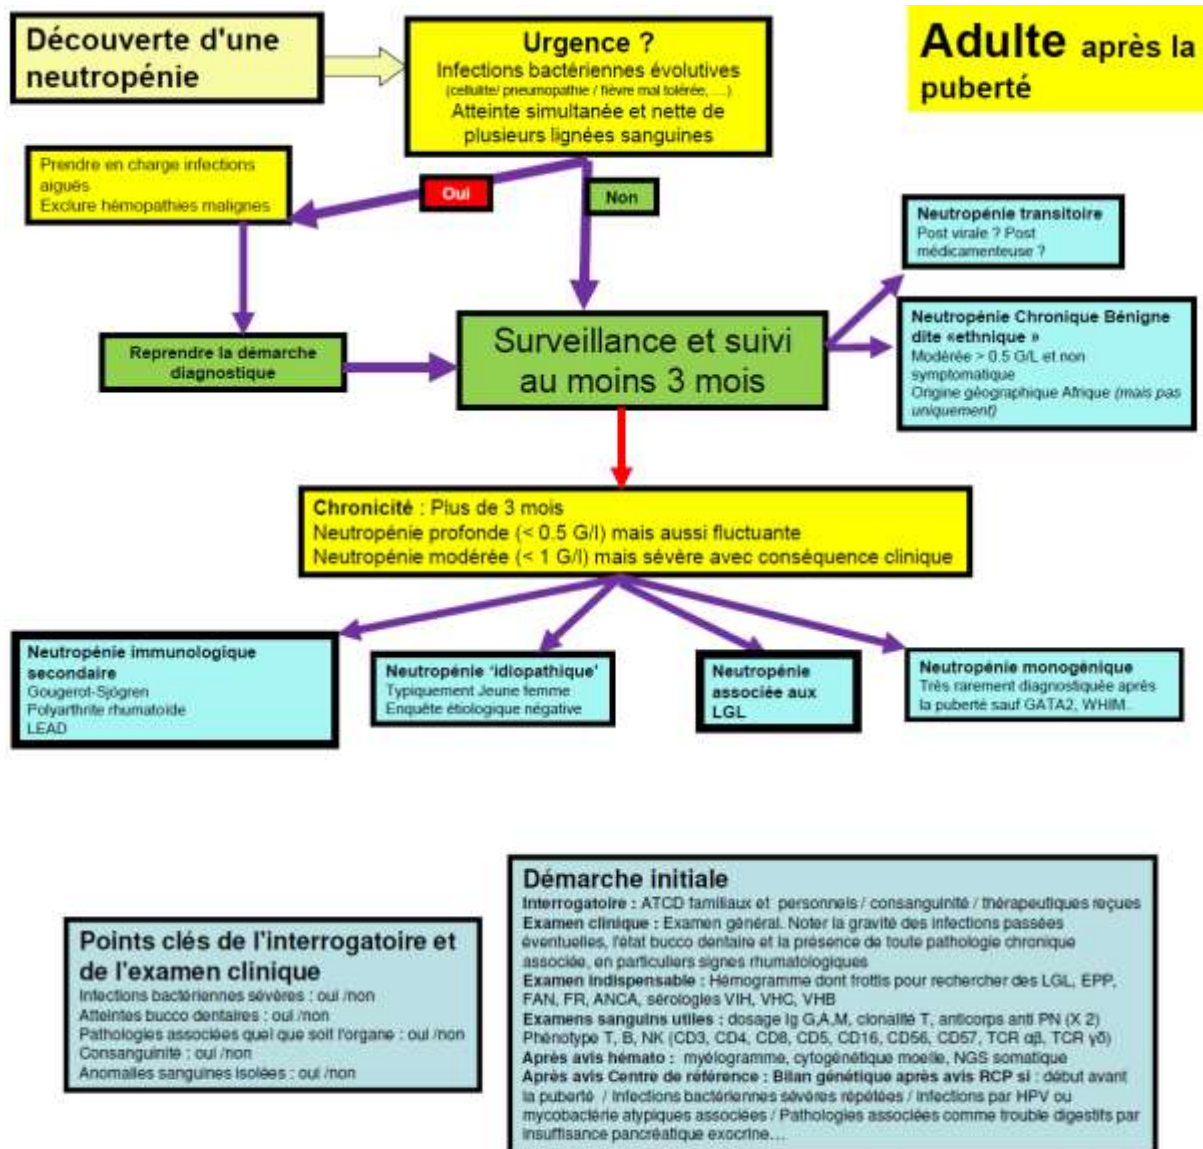 Découverte d'une
neutropénie
Urgence ?
Infections bactériennes évolutives
(cellulite/ pneumopathie / fièvre mal tolérée, …)
Atteinte simultanée et nette de
plusieurs lignées sanguines
Adulte après la
puberté
Prendre en charge infections
aigués
Exclure hémopathies malignes
Oui
Non
Neutropénie transitoire
Post virale ? Post
médicamenteuse ?
Neutropénie Chronique Bénigne
dite «ethnique »
Modérée > 0.5 G/L et non
symptomatique
Origine géographique Afrique (mais pas
uniquement)
Reprendre la démarche
diagnostique
Surveillance et suivi
au moins 3 mois
Chronicité : Plus de 3 mois
Neutropénie profonde (< 0.5 G/l) mais aussi fluctuante
Neutropénie modérée (< 1 G/l) mais sévère avec conséquence clinique
Neutropénie immunologique
secondaire
Gougerot-Sjögren
Polyarthrite rhumatoïde
LEAD
Neutropénie 'idiopathique'
Typiquement Jeune femme
Enquête étiologique négative
Neutropénie
associée aux
LGL
Neutropénie monogénique
Très rarement diagnostiquée après
la puberté sauf GATA2, WHIM..
Points clés de l'interrogatoire et
de l'examen clinique
Infections bactériennes sévères : oui /non
Atteintes bucco dentaires : oui /non
Pathologies associées quel que soit l'organe : oui /non
Consanguinité : oui /non
Anomalies sanguines isolées : oui /non
Démarche initiale
Interrogatoire : ATCD familiaux et personnels / consanguinité / thérapeutiques reçues
Examen clinique : Examen général. Noter la gravité des infections passées
éventuelles, l'état bucco dentaire et la présence de toute pathologie chronique
associée, en particuliers signes rhumatologiques
Examen indispensable : Hémogramme dont frottis pour rechercher des LGL, EPP,
FAN, FR, ANCA, sérologies VIH, VHC, VHB
Examens sanguins utiles : dosage Ig G,A,M, clonalité T, anticorps anti PN (X 2)
Phénotype T, B, NK (CD3, CD4, CD8, CD5, CD16, CD56, CD57, TCR αβ, TCR γδ)
Après avis hémato : myélogramme, cytogénétique moelle, NGS somatique
Après avis Centre de référence : Bilan génétique après avis RCP si : début avant
la puberté / Infections bactériennes sévères répétées / Infections par HPV ou
mycobactérie atypiques associées / Pathologies associées comme trouble digestifs par
insuffisance pancréatique exocrine…